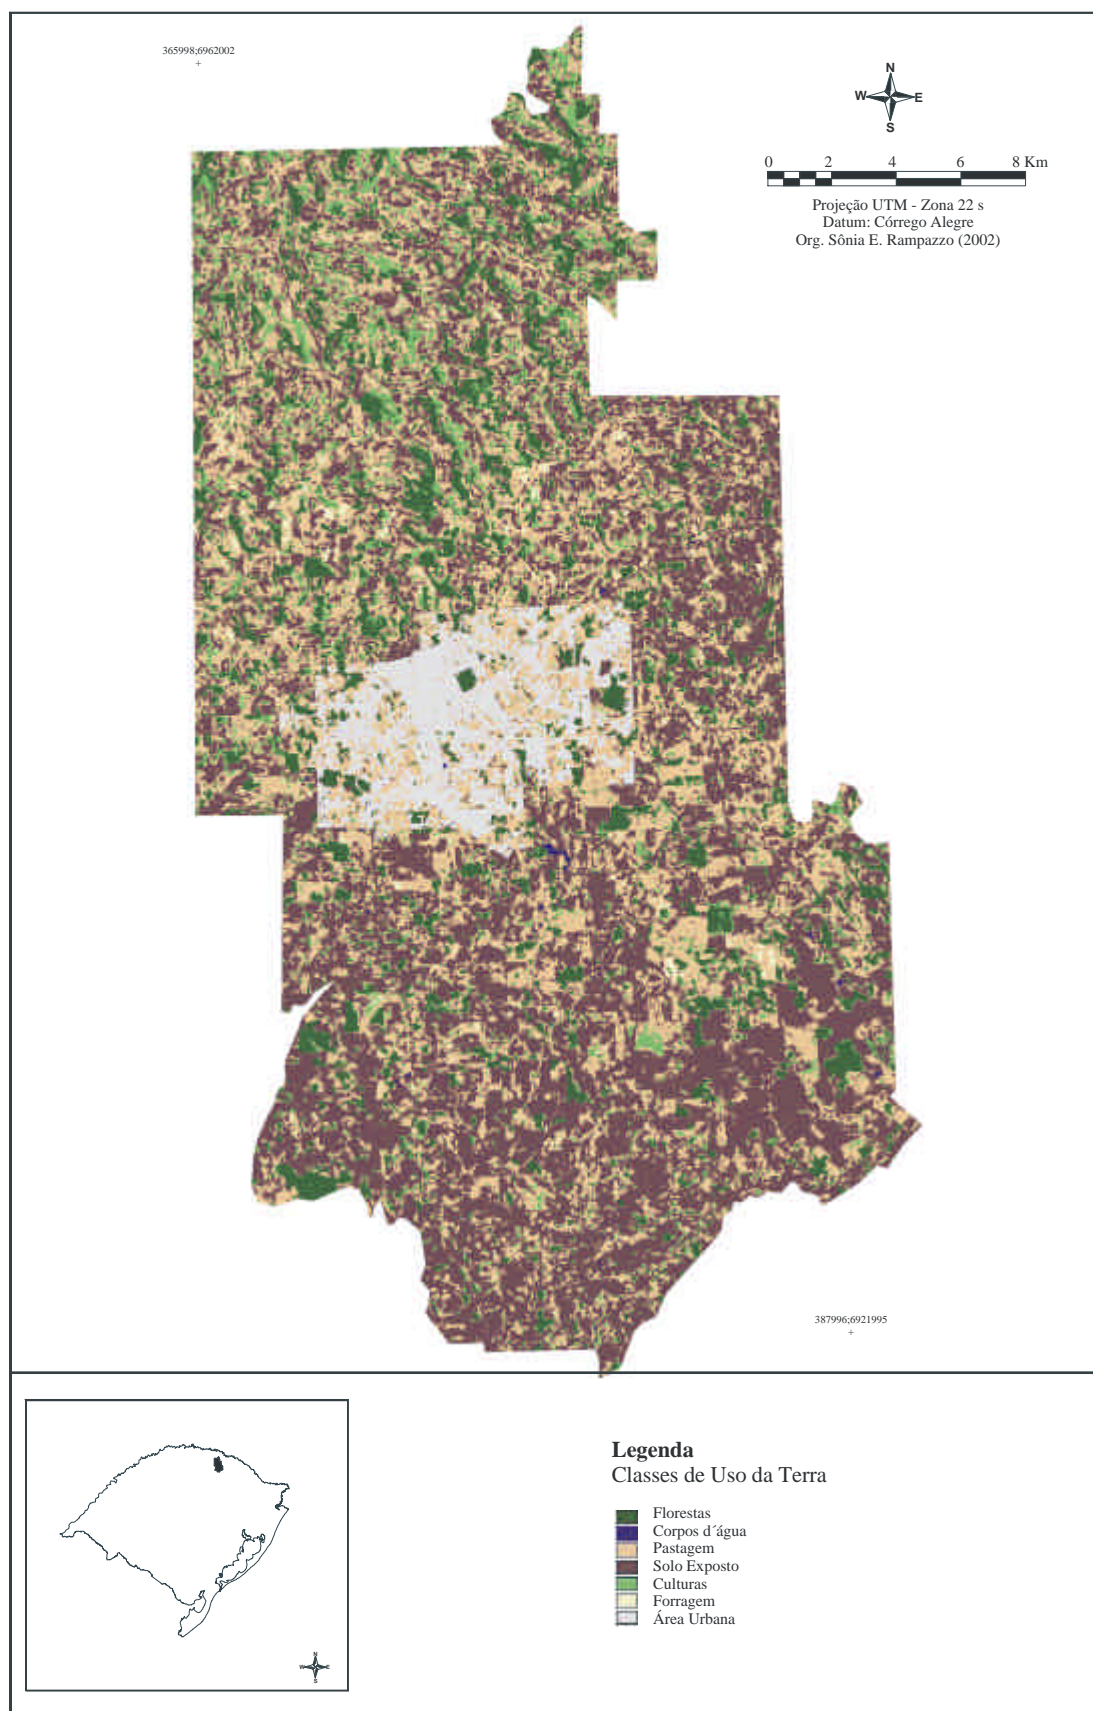 365998;6962002
+
N
W E
S
0 2 4 6 8 Km
Projeção UTM - Zona 22 s
Datum: Córrego Alegre
Org. Sônia E. Rampazzo (2002)
387996;6921995
+
Legenda
Classes de Uso da Terra
Florestas
Corpos d´água
Pastagem
Solo Exposto
Culturas
Forragem
Área Urbana
N
W E
S